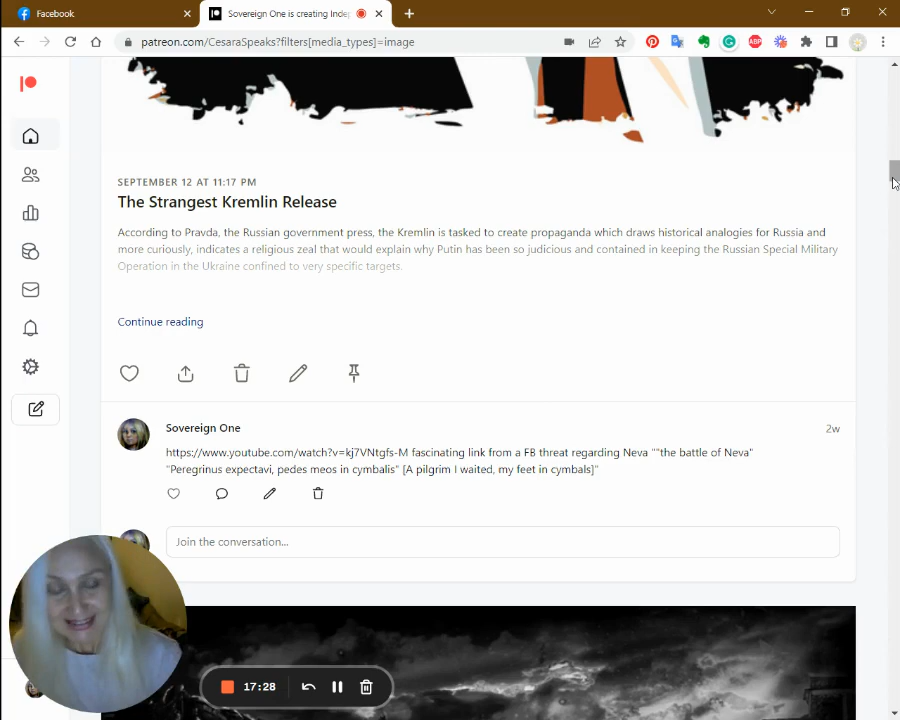 Facebook
Sovereign One is creating Inde
patreon.com/CesaraSpeaks?filters[media_types]=image
SEPTEMBER 12 AT 11:17 PM
The Strangest Kremlin Release
According to Pravda, the Russian government press, the Kremlin is tasked to create propaganda which draws historical analogies for Russia and
more curiously, indicates a religious zeal that would explain why Putin has been so judicious and contained in keeping the Russian Special Military
Operation in the Ukraine confined to very specific targets.
Continue reading
Sovereign One
2w
https://www.youtube.com/watch?v=kj7VNtgfs-M fascinating link from a FB threat regarding Neva ""the battle of Neva"
"Peregrinus expectavi, pedes meos in cymbalis" [A pilgrim I waited, my feet in cymbals]"
Join the conversation...
17:28